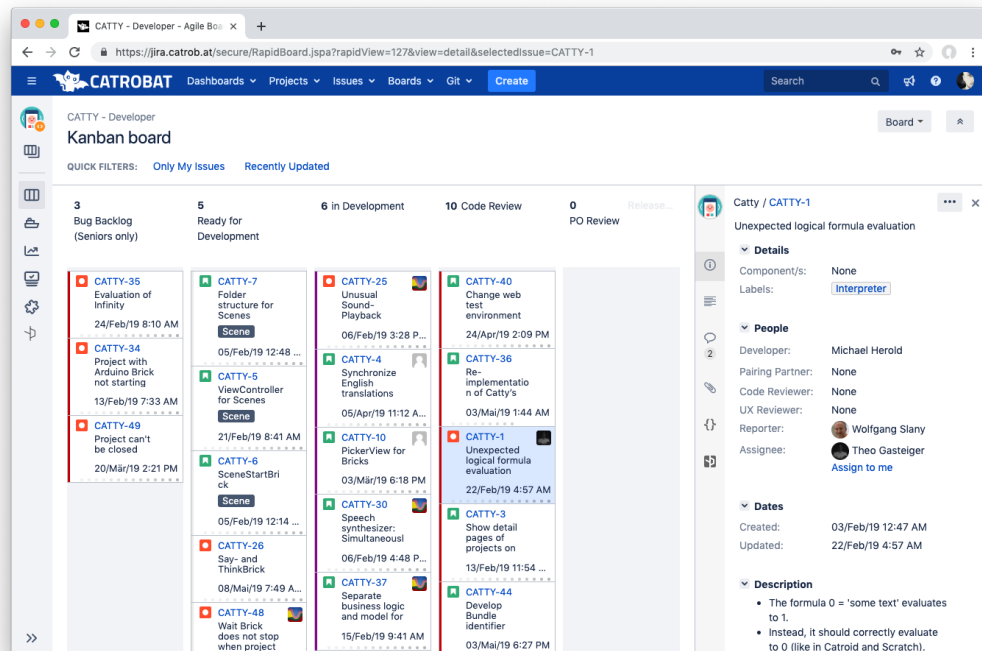 CATTY - Developer - Agile Boa
https://jira.catrob.at/secure/RapidBoard.jspa?rapidView=127&view=detail&selectedIssue=CATTY-1
CATROBAT Dashboards Projects Issues Boards Git Create Search
CATTY - Developer
Kanban board
Board
QUICK FILTERS: Only My Issues Recently Updated
3
Bug Backlog
(Seniors only)
5
Ready for
Development
6 in Development
10 Code Review
0
PO Review
Release...
CATTY-35
Evaluation of
Infinity
24/Feb/19 8:10 AM
CATTY-34
Project with
Arduino Brick
not starting
13/Feb/19 7:33 AM
CATTY-49
Project can't
be closed
20/Mär/19 2:21 PM
CATTY-7
Folder
structure for
Scenes
Scene
05/Feb/19 12:48 ...
CATTY-5
ViewController
for Scenes
Scene
21/Feb/19 8:41 AM
CATTY-6
SceneStartBri
ck
Scene
05/Feb/19 12:14 ...
CATTY-26
Say- and
ThinkBrick
08/Mai/19 7:49 A...
CATTY-48
Wait Brick
does not stop
when project
CATTY-25
Unusual
Sound-
Playback
06/Feb/19 3:28 P...
CATTY-4
Synchronize
English
translations
05/Apr/19 11:12 A...
CATTY-10
PickerView for
Bricks
03/Mär/19 6:18 PM
CATTY-30
Speech
synthesizer:
Simultaneousl
06/Feb/19 4:48 P...
CATTY-37
Separate
business logic
and model for
15/Feb/19 9:41 AM
CATTY-40
Change web
test
environment
24/Apr/19 2:09 PM
CATTY-36
Re-
implementatio
n of Catty's
03/Mai/19 1:44 AM
CATTY-1
Unexpected
logical formula
evaluation
22/Feb/19 4:57 AM
CATTY-3
Show detail
pages of
projects on
13/Feb/19 11:54 ...
CATTY-44
Develop
Bundle
identifier
03/Mai/19 6:27 PM
2
Catty / CATTY-1
Unexpected logical formula evaluation
Details
Component/s: None
Labels: Interpreter
People
Developer: Michael Herold
Pairing Partner: None
Code Reviewer: None
UX Reviewer: None
Reporter: Wolfgang Slany
Assignee: Theo Gasteiger
Assign to me
Dates
Created: 03/Feb/19 12:47 AM
Updated: 22/Feb/19 4:57 AM
Description
• The formula 0 = 'some text' evaluates
to 1.
• Instead, it should correctly evaluate
to 0 (like in Catroid and Scratch).